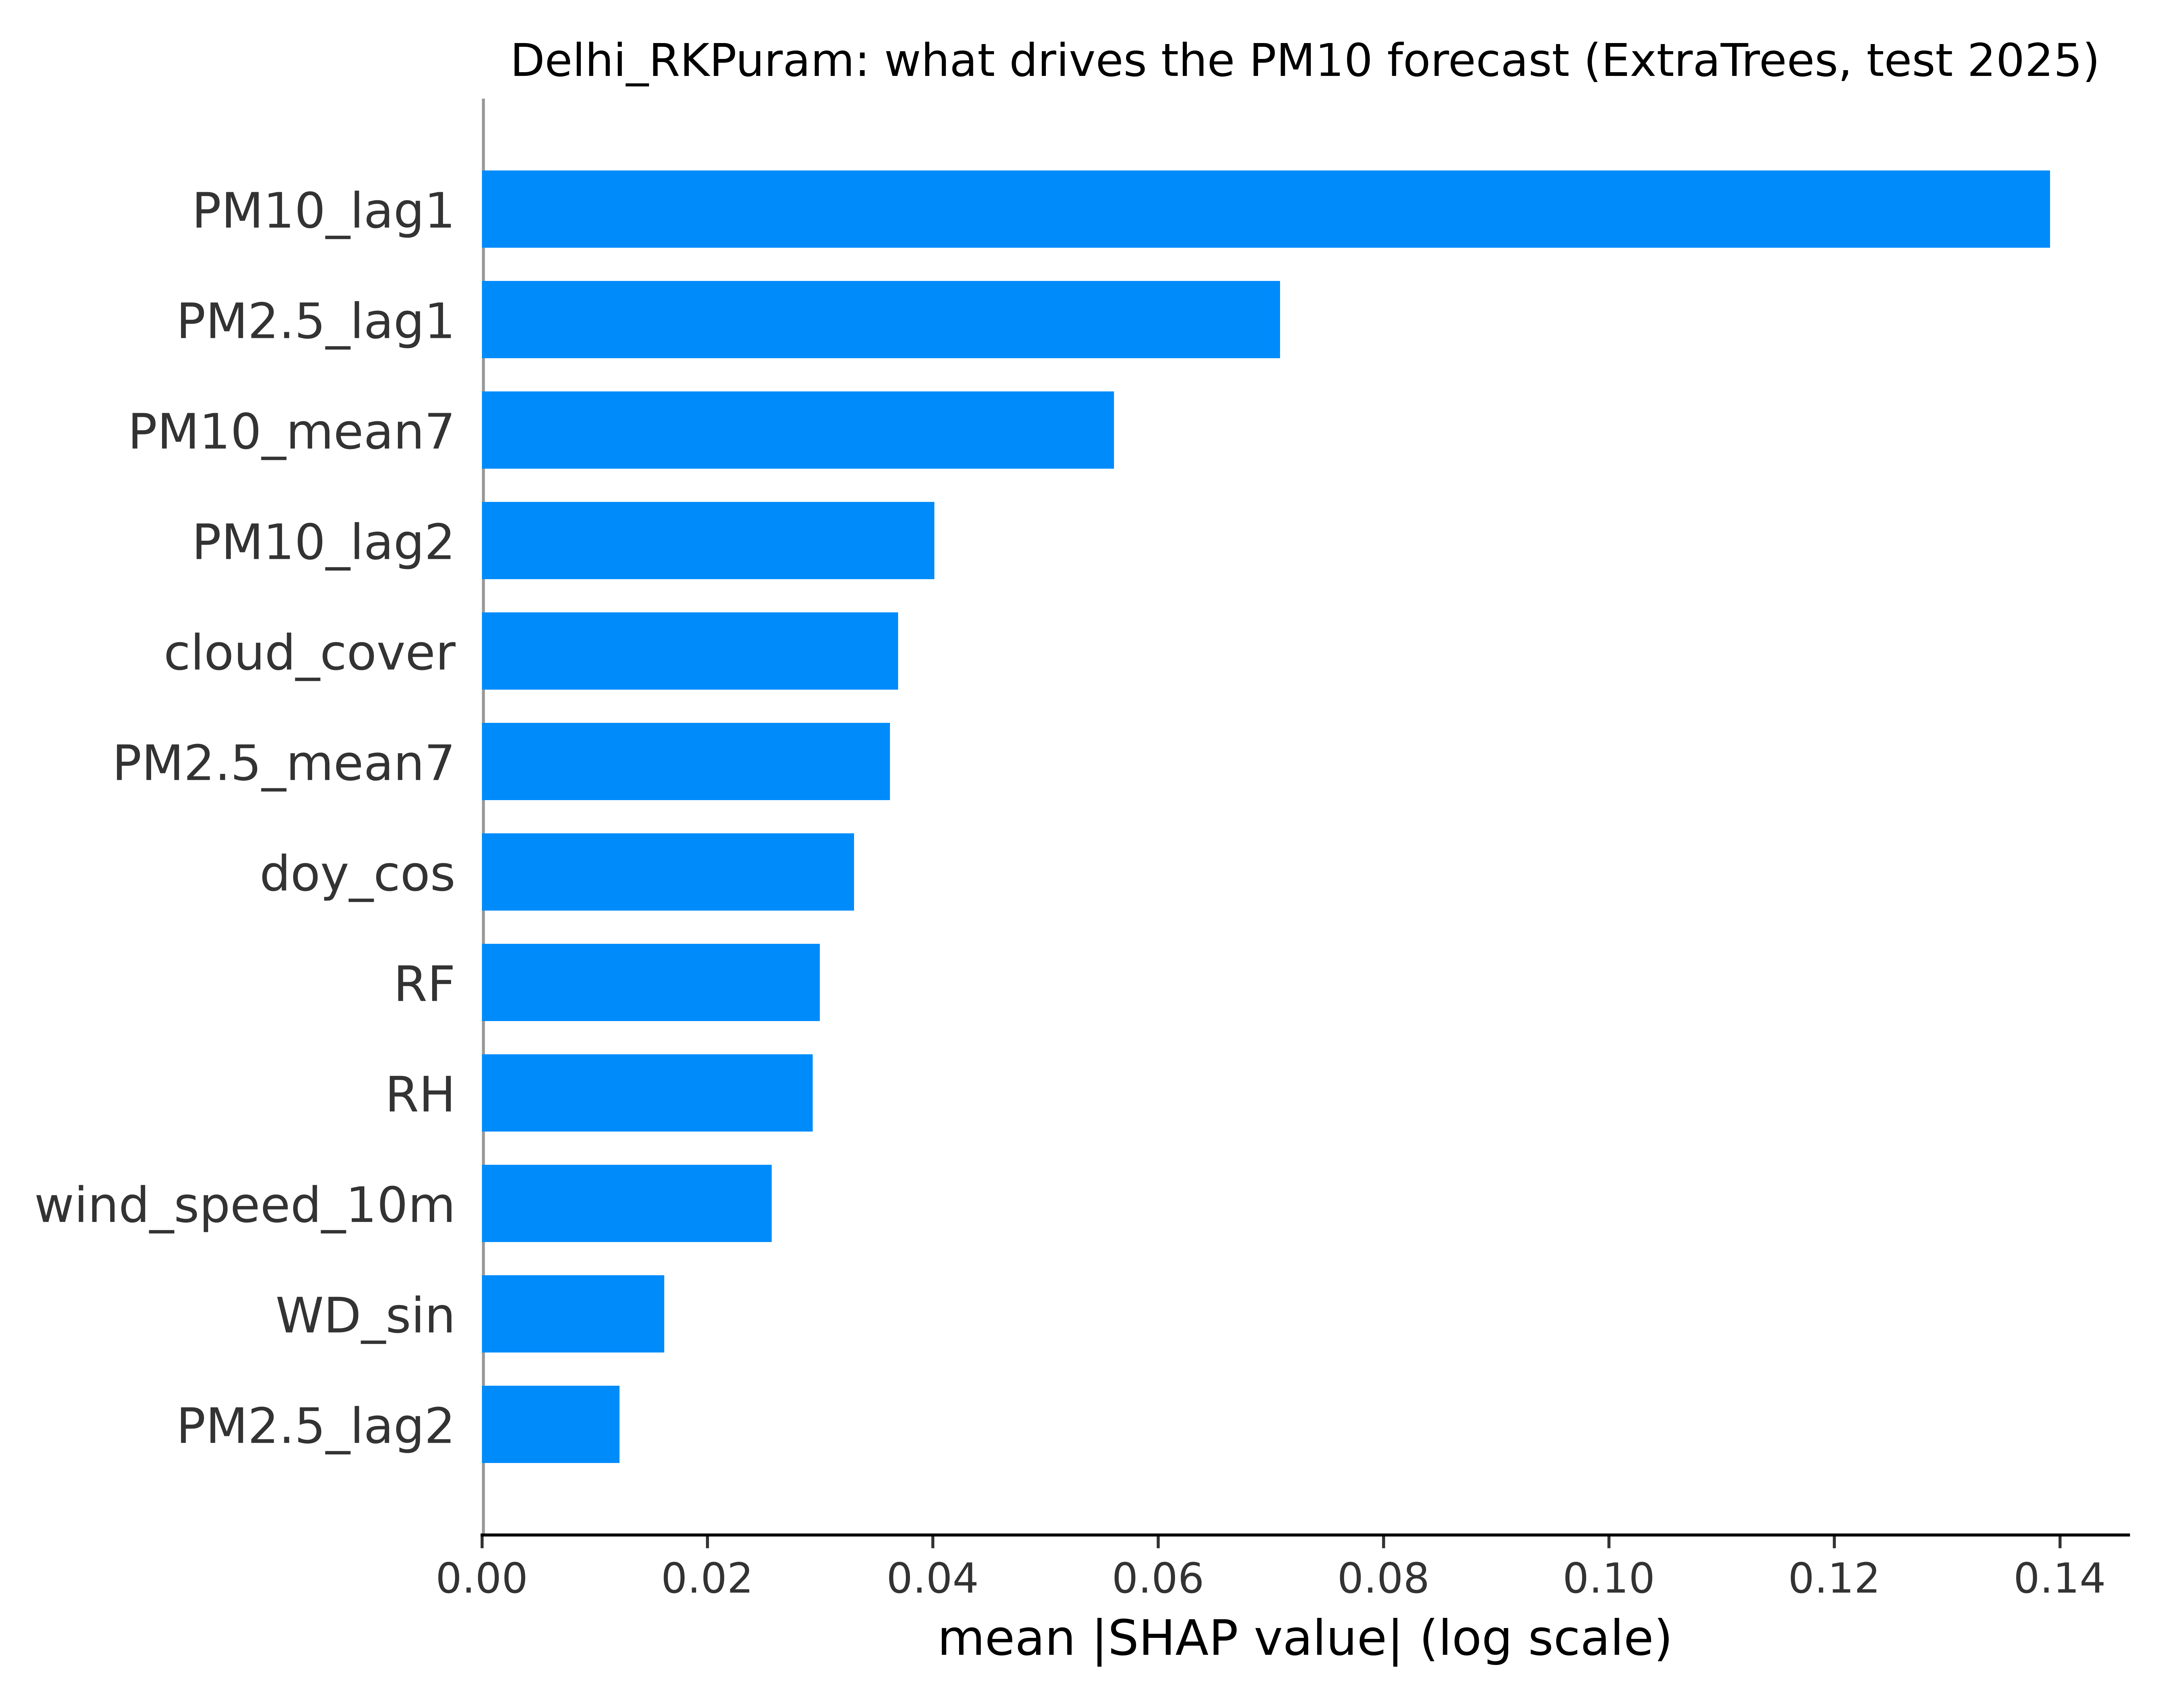 Delhi_RKPuram: what drives the PM10 forecast (ExtraTrees, test 2025)
PM10_lag1
PM2.5_lag1
PM10_mean7
PM10_lag2
cloud_cover
PM2.5_mean7
doy_cos
RF
RH
wind_speed_10m
WD_sin
PM2.5_lag2
0.00 0.02 0.04 0.06 0.08 0.10 0.12 0.14
mean |SHAP value| (log scale)